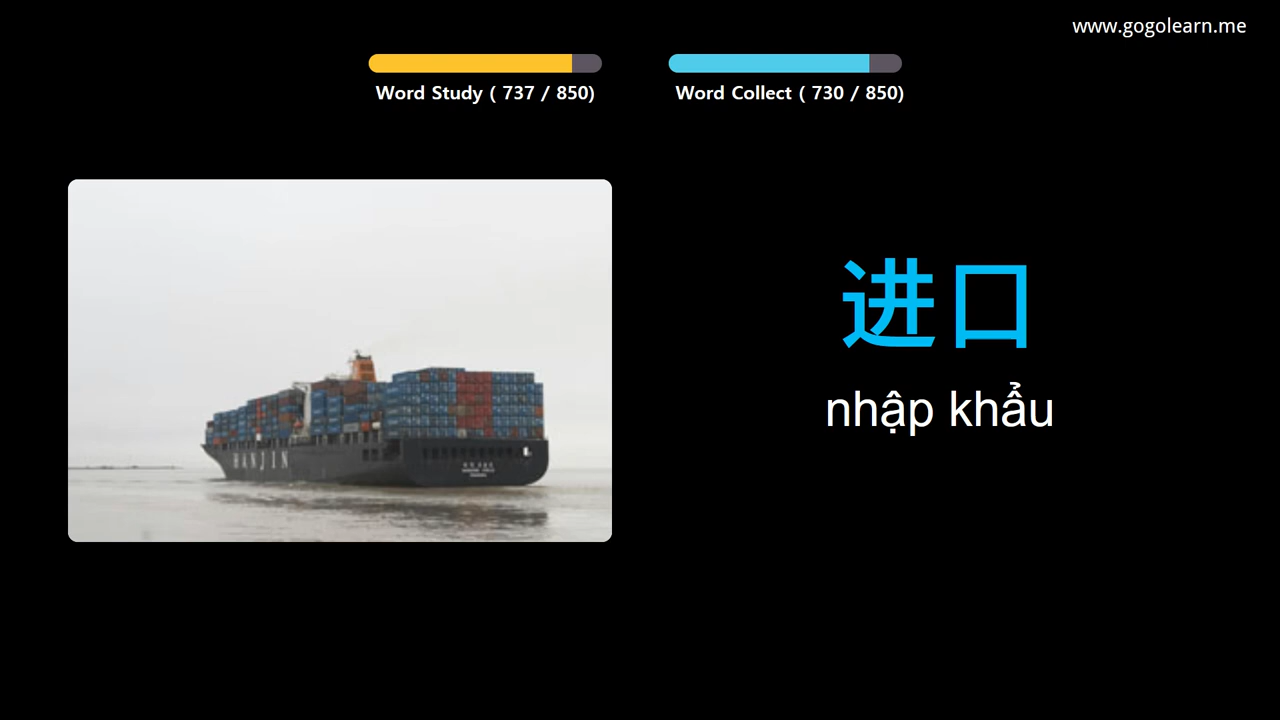 www.gogolearn.me
Word Study ( 737 / 850)
Word Collect ( 730 / 850)
进口
nhập khẩu
HANJIN